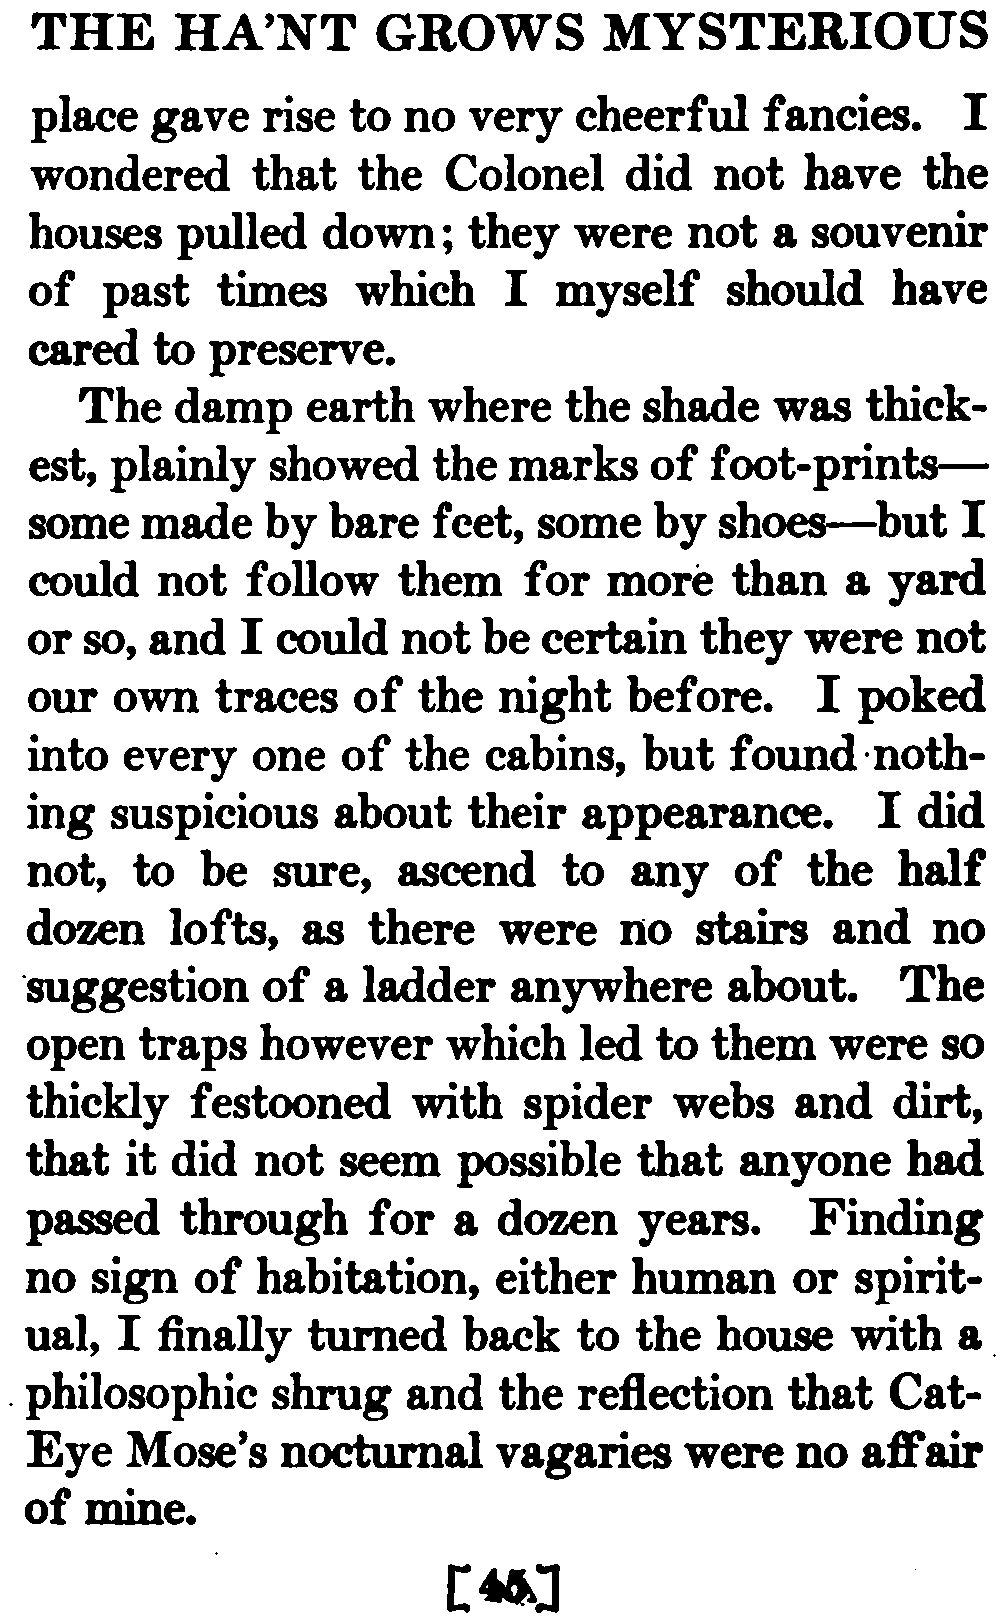 THE HA'NT GROWS MYSTERIOUS
place gave rise to no very cheerful fancies. I
wondered that the Colonel did not have the
houses pulled down; they were not a souvenir
of past times which I myself should have
cared to preserve.
The damp earth where the shade was thick-
est, plainly showed the marks of foot-prints—
some made by bare feet, some by shoes—but I
could not follow them for more than a yard
or so, and I could not be certain they were not
our own traces of the night before. I poked
into every one of the cabins, but found noth-
ing suspicious about their appearance. I did
not, to be sure, ascend to any of the half
dozen lofts, as there were no stairs and no
suggestion of a ladder anywhere about. The
open traps however which led to them were so
thickly festooned with spider webs and dirt,
that it did not seem possible that anyone had
passed through for a dozen years. Finding
no sign of habitation, either human or spirit-
ual, I finally turned back to the house with a
philosophic shrug and the reflection that Cat-
Eye Mose's nocturnal vagaries were no affair
of mine.